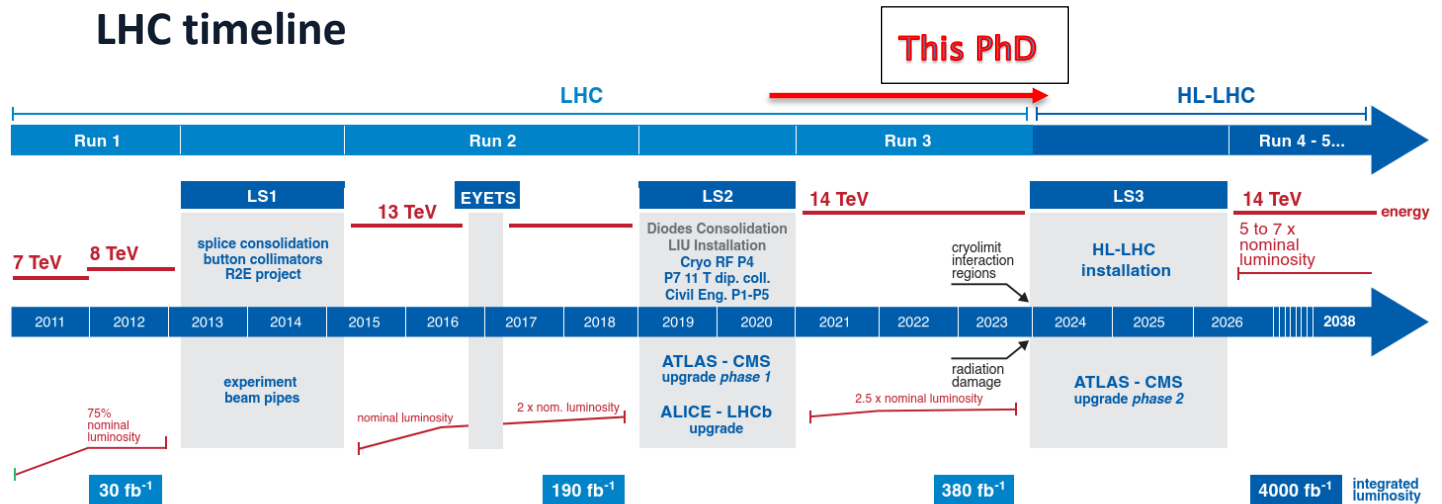 LHC timeline
This PhD
LHC
HL-LHC
Run 1
Run 2
Run 3
Run 4 - 5...
LS1
EYETS
LS2
LS3
13 TeV
14 TeV
14 TeV
energy
7 TeV
8 TeV
splice consolidation
button collimators
R2E project
Diodes Consolidation
LIU Installation
Cryo RF P4
P7 11 T dip. coll.
Civil Eng. P1-P5
cryolimit
interaction
regions
HL-LHC
installation
5 to 7 x
nominal
luminosity
2011
2012
2013
2014
2015
2016
2017
2018
2019
2020
2021
2022
2023
2024
2025
2026
2038
experiment
beam pipes
ATLAS - CMS
upgrade phase 1
ALICE - LHCb
upgrade
radiation
damage
ATLAS - CMS
upgrade phase 2
75%
nominal
luminosity
nominal luminosity
2 x nom. luminosity
2.5 x nominal luminosity
30 fb-1
190 fb-1
380 fb-1
4000 fb-1
integrated
luminosity